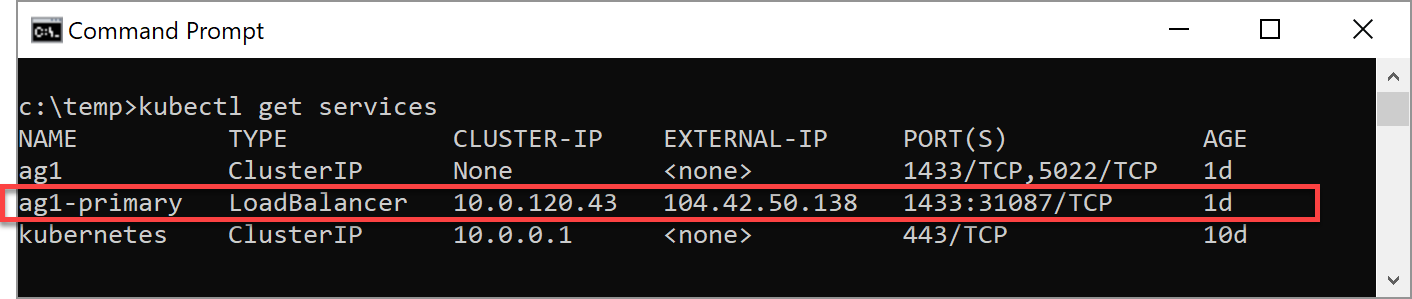 Command Prompt
c:\temp>kubectl get services
NAME TYPE CLUSTER-IP EXTERNAL-IP PORT(S) AGE
ag1 ClusterIP None <none> 1433/TCP,5022/TCP 1d
ag1-primary LoadBalancer 10.0.120.43 104.42.50.138 1433:31087/TCP 1d
kubernetes ClusterIP 10.0.0.1 <none> 443/TCP 10d